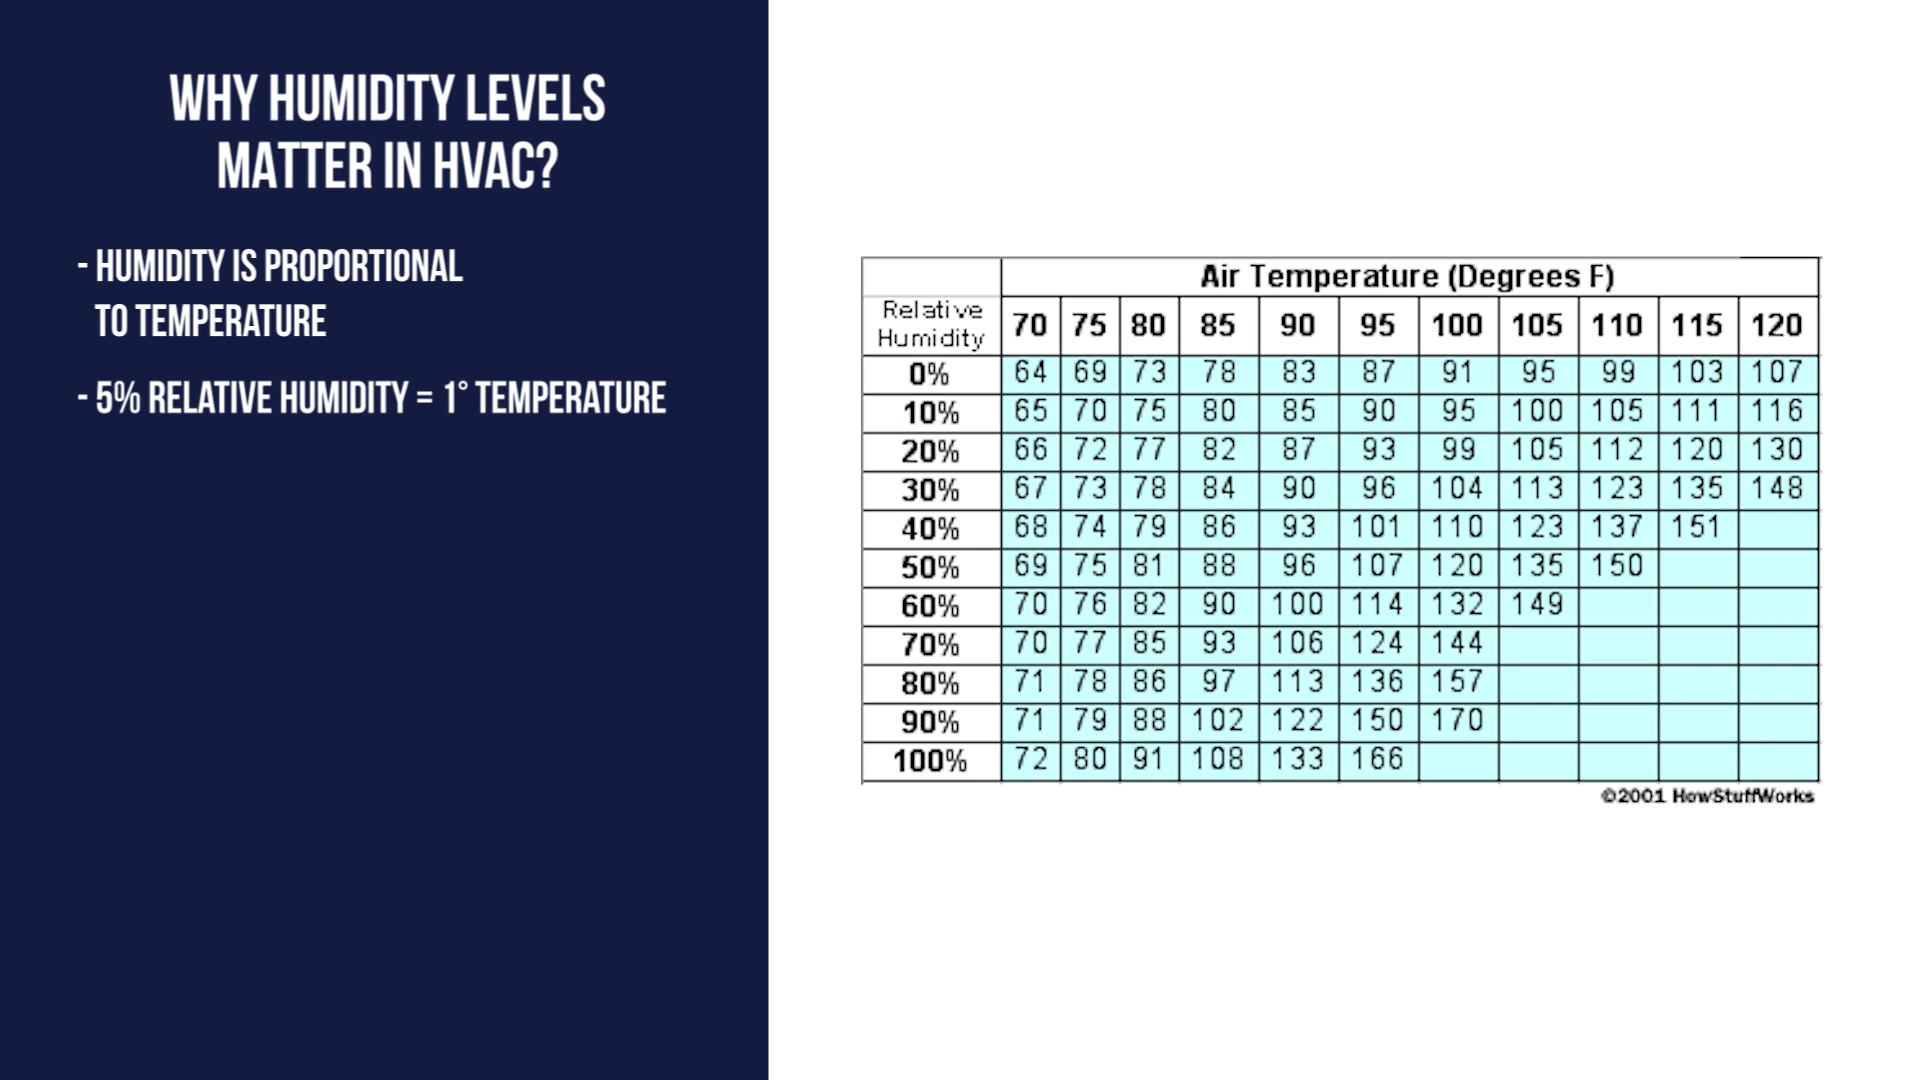 WHY HUMIDITY LEVELS
MATTER IN HVAC?
- HUMIDITY IS PROPORTIONAL
TO TEMPERATURE
- 5% RELATIVE HUMIDITY = 1° TEMPERATURE
Air Temperature (Degrees F)
Relative
Humidity
70 75 80 85 90 95 100 105 110 115 120
0% 64 69 73 78 83 87 91 95 99 103 107
10% 65 70 75 80 85 90 95 100 105 111 116
20% 66 72 77 82 87 93 99 105 112 120 130
30% 67 73 78 84 90 96 104 113 123 135 148
40% 68 74 79 86 93 101 110 123 137 151
50% 69 75 81 88 96 107 120 135 150
60% 70 76 82 90 100 114 132 149
70% 70 77 85 93 106 124 144
80% 71 78 86 97 113 136 157
90% 71 79 88 102 122 150 170
100% 72 80 91 108 133 166
©2001 HowStuffWorks